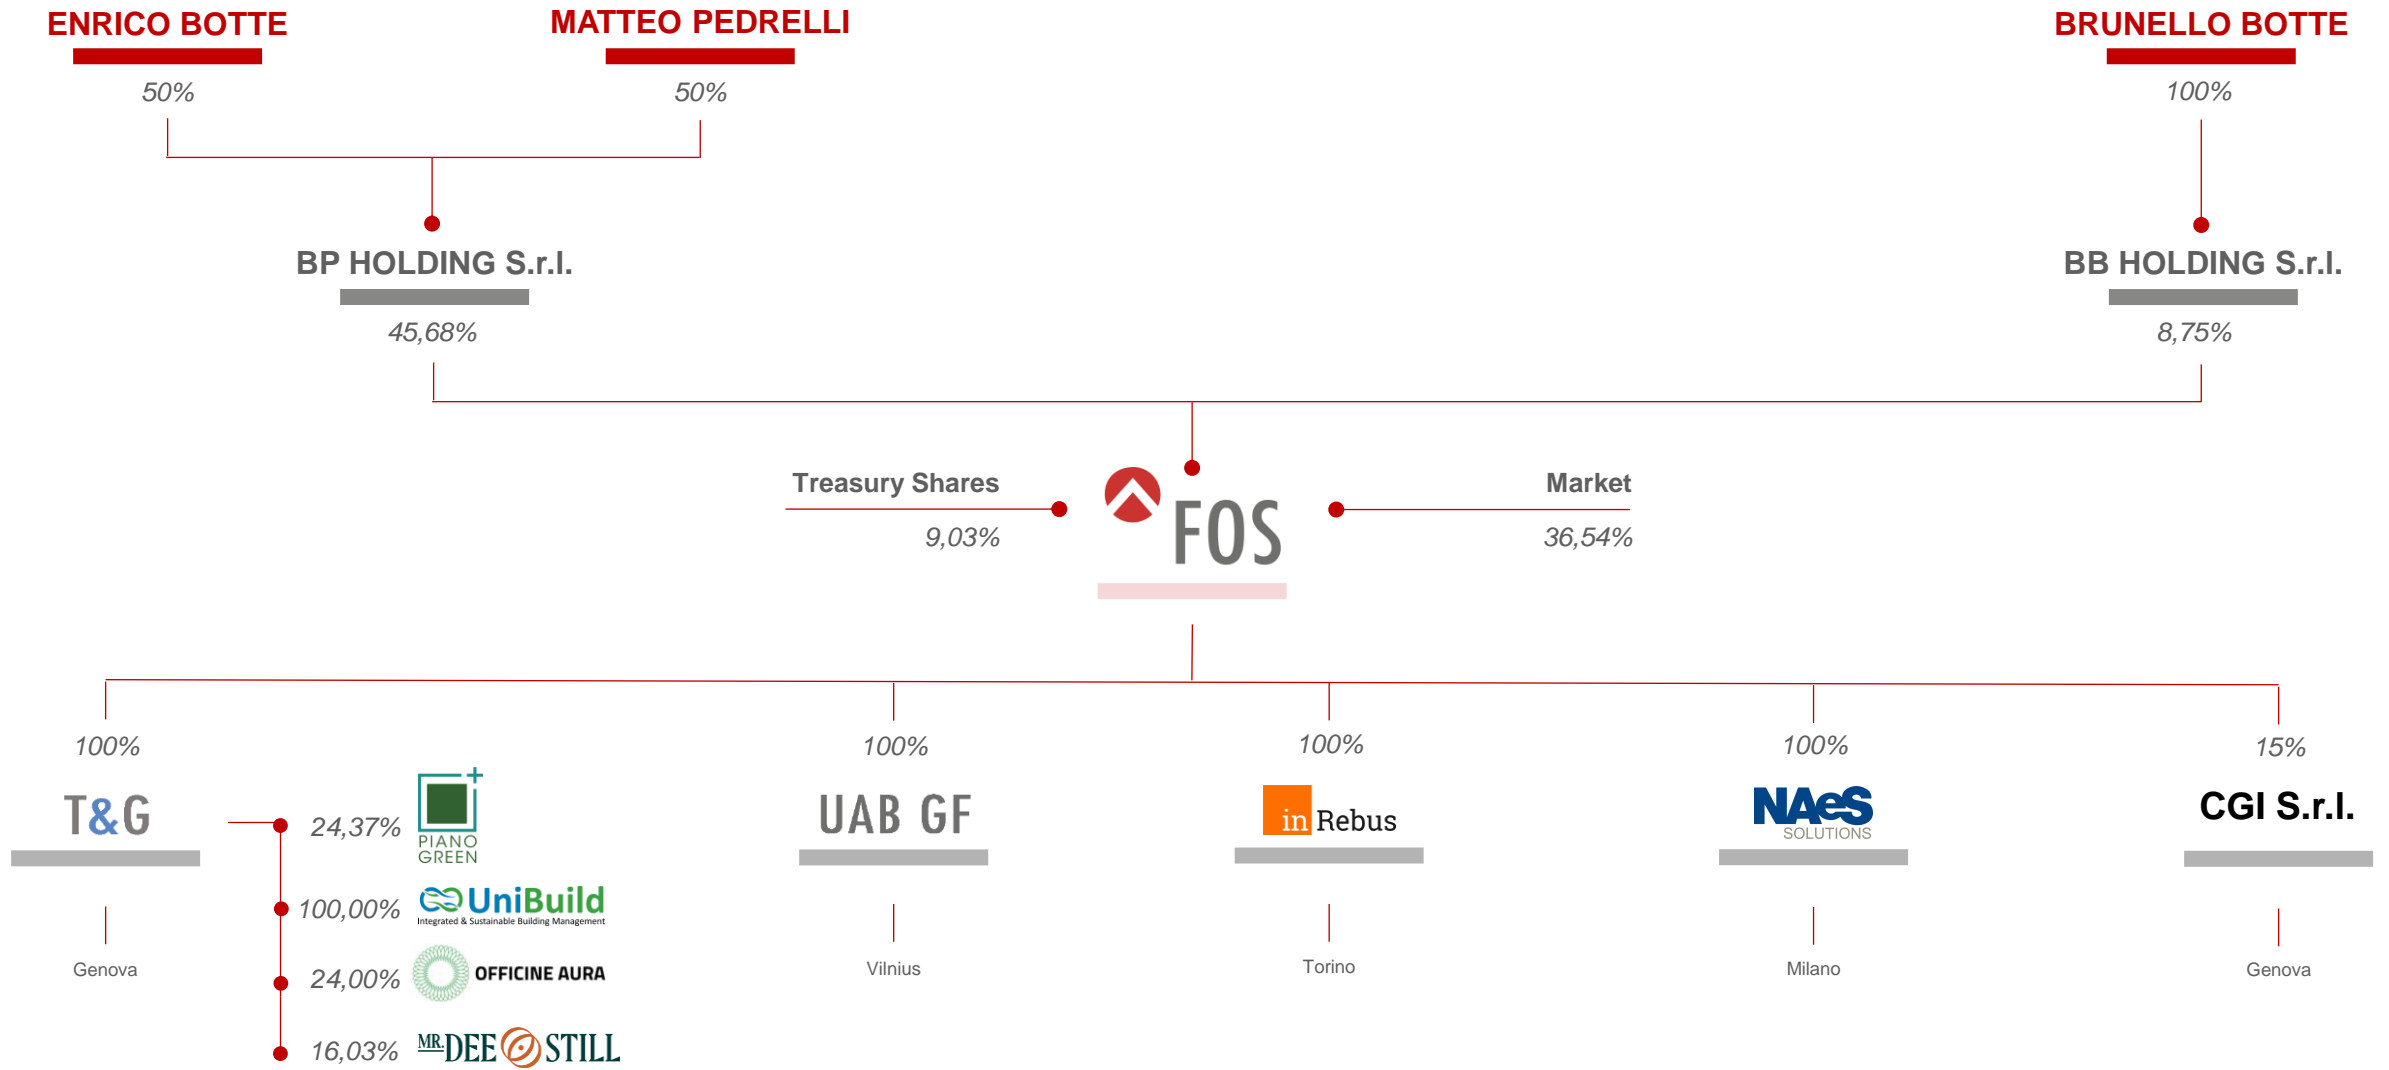 ENRICO BOTTE
50%
MATTEO PEDRELLI
50%
BRUNELLO BOTTE
100%
BP HOLDING S.r.l.
45,68%
BB HOLDING S.r.l.
8,75%
Treasury Shares
9,03%
FOS
Market
36,54%
100%
T&G
Genova
24,37%
PIANO
GREEN
100,00%
UniBuild
Integrated & Sustainable Building Management
24,00%
OFFICINE AURA
16,03%
MR. DEE STILL
100%
UAB GF
Vilnius
100%
in Rebus
Torino
100%
NAeS
SOLUTIONS
Milano
15%
CGI S.r.l.
Genova